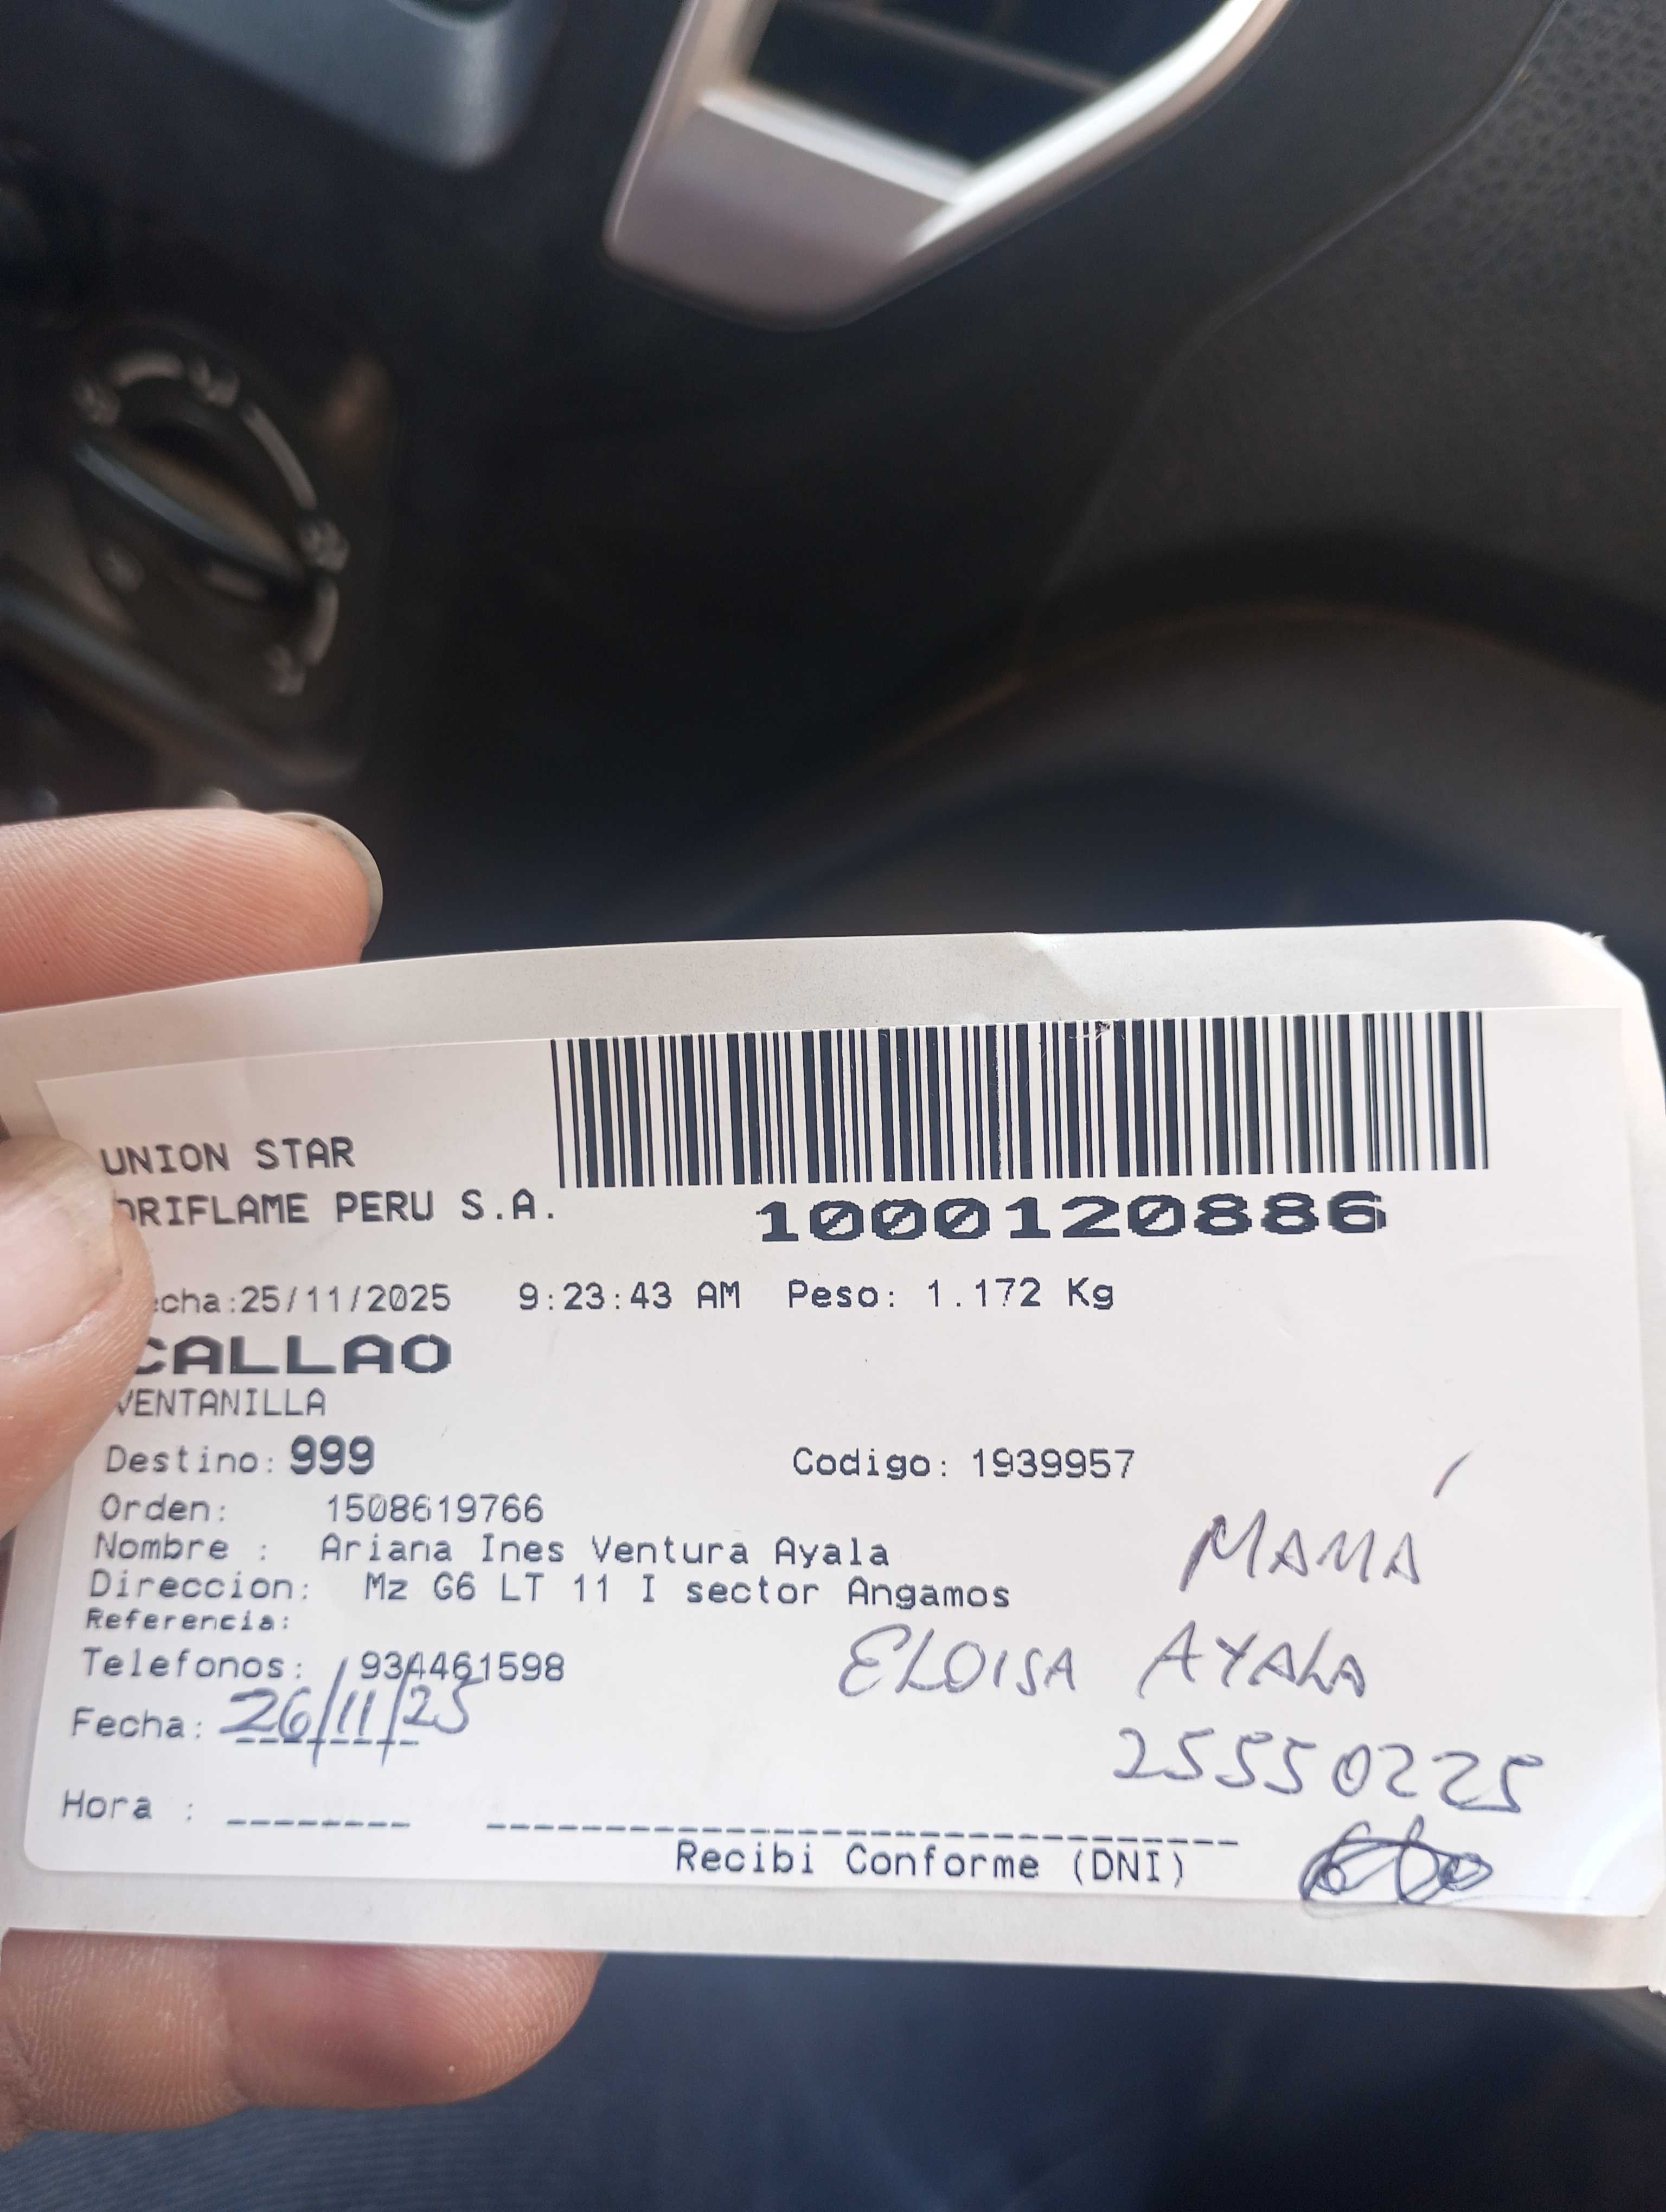 UNION STAR
ORIFLAME PERU S.A.
1000120886
echa:25/11/2025 9:23:43 AM Peso: 1.172 Kg
CALLAO
VENTANILLA
Destino: 999 Codigo: 1939957
Orden: 1508619766
Nombre : Ariana Ines Ventura Ayala
MAMÁ
Direccion: Mz G6 LT 11 I sector Angamos
Referencia:
ELOISA AYALA
Telefonos: 934461598
Fecha: 26/11/25
25550225
Hora :
Recibi Conforme (DNI)